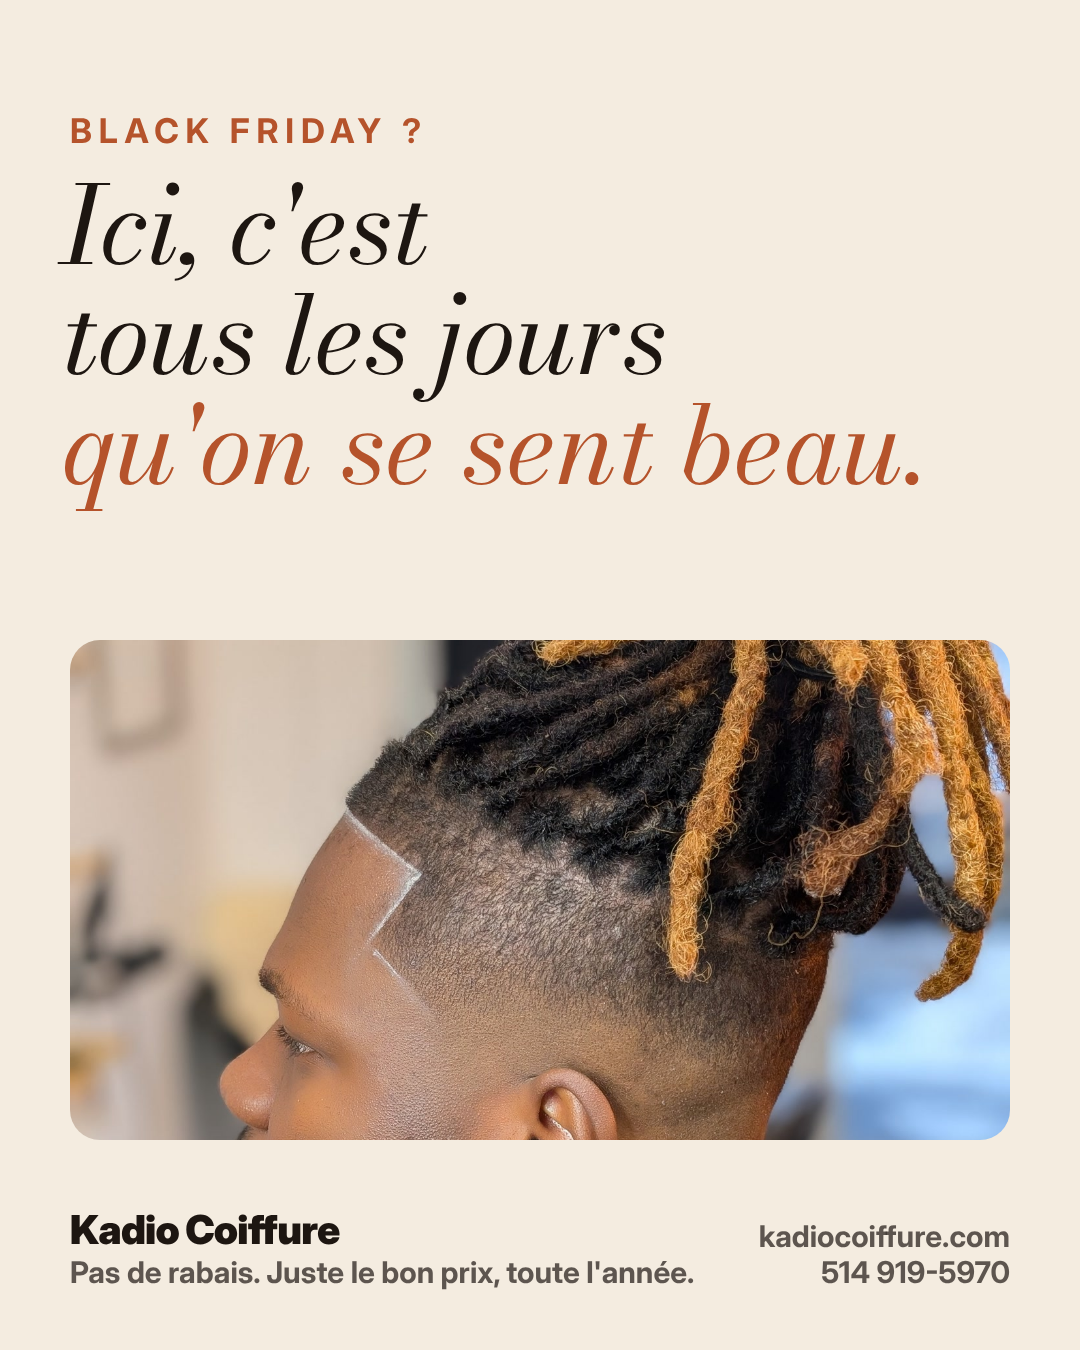 BLACK FRIDAY ?
Ici, c'est
tous les jours
qu'on se sent beau.
Kadio Coiffure
Pas de rabais. Juste le bon prix, toute l'année.
kadiocoiffure.com
514 919-5970